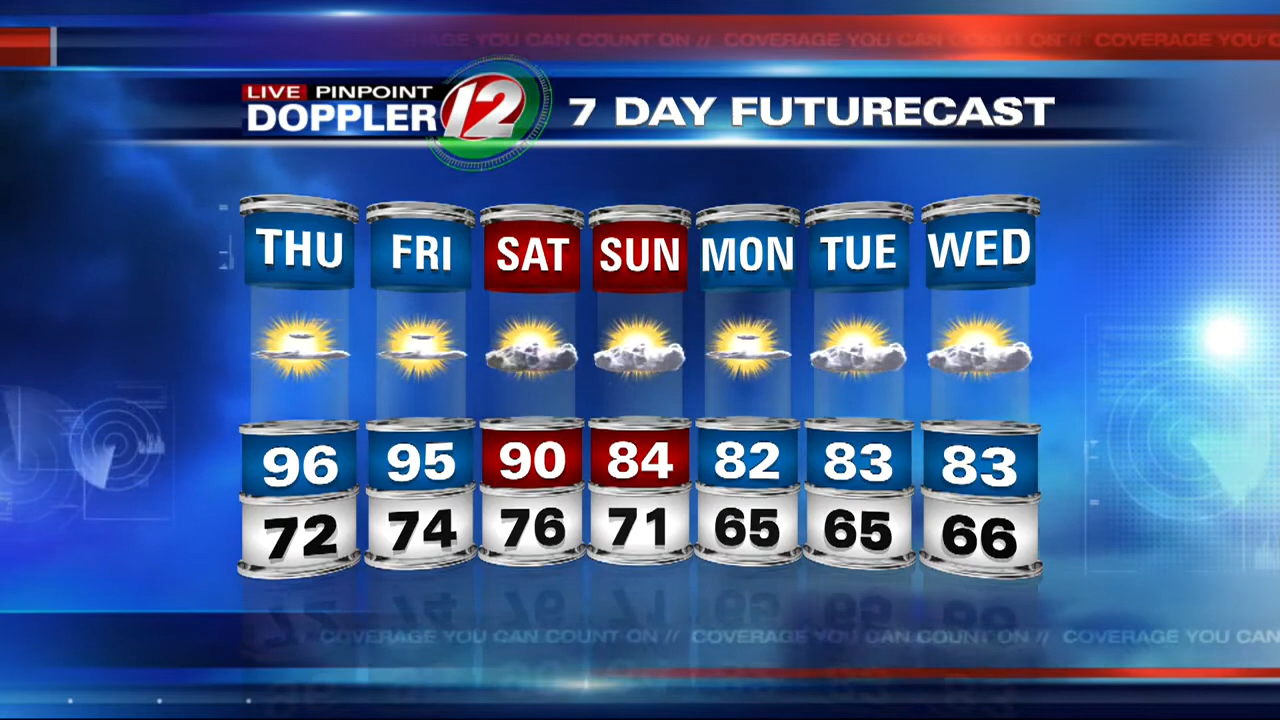 AGE YOU CAN COUNT ON // COVERAGE YOU CAN COUNT ON // COVERAGE YOU C
LIVE PINPOINT
DOPPLER 12
7 DAY FUTURECAST
THU FRI SAT SUN MON TUE WED
96 95 90 84 82 83 83
72 74 76 71 65 65 66
COVERAGE YOU CAN COUNT ON // COVERAGE YOU CAN COUNT ON // COVERAGE YOU CAN